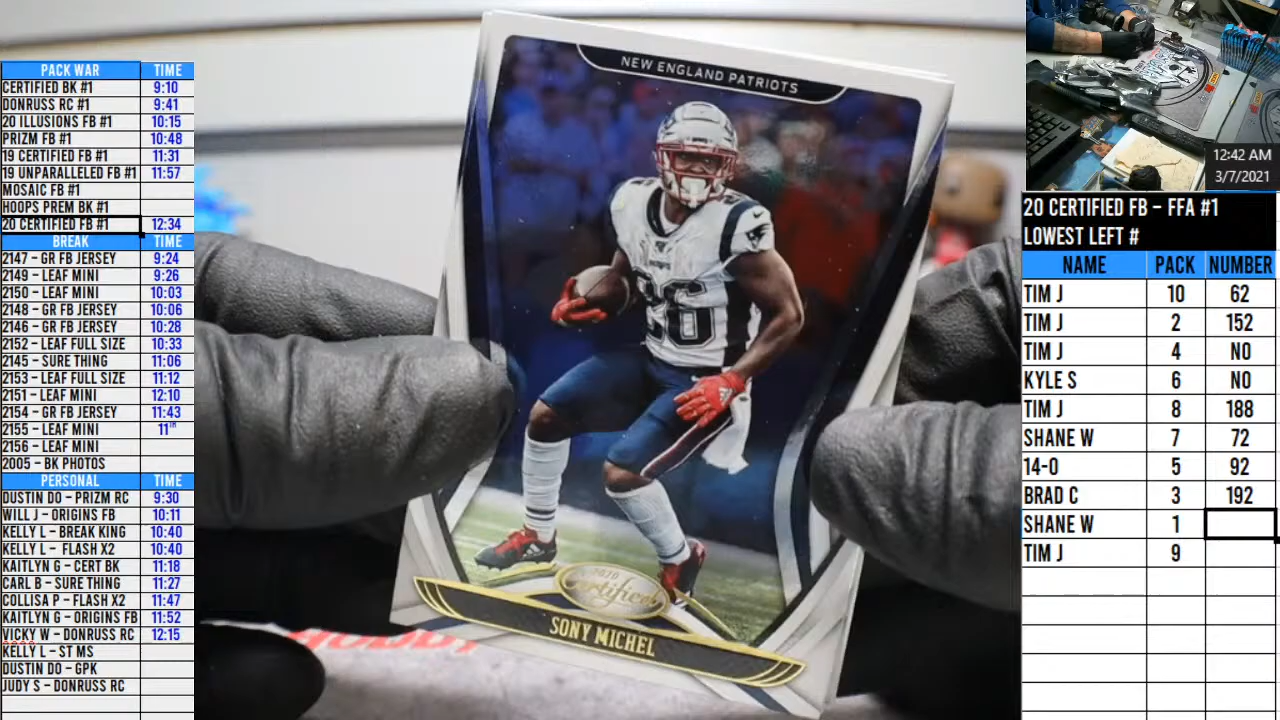 PACK WAR TIME
CERTIFIED BK #1 9:10
DONRUSS RC #1 9:41
20 ILLUSIONS FB #1 10:15
PRIZM FB #1 10:48
19 CERTIFIED FB #1 11:31
19 UNPARALLELED FB #1 11:57
MOSAIC FB #1
HOOPS PREM BK #1
20 CERTIFIED FB #1 12:34
BREAK TIME
2147 – GR FB JERSEY 9:24
2149 – LEAF MINI 9:26
2150 – LEAF MINI 10:03
2148 – GR FB JERSEY 10:06
2146 – GR FB JERSEY 10:28
2152 – LEAF FULL SIZE 10:33
2145 – SURE THING 11:06
2153 – LEAF FULL SIZE 11:12
2151 – LEAF MINI 12:10
2154 – GR FB JERSEY 11:43
2155 – LEAF MINI 11TH
2156 – LEAF MINI
2005 – BK PHOTOS
PERSONAL TIME
DUSTIN DO – PRIZM RC 9:30
WILL J – ORIGINS FB 10:11
KELLY L – BREAK KING 10:40
KELLY L – FLASH X2 10:40
KAITLYN G – CERT BK 11:18
CARL B – SURE THING 11:27
COLLISA P – FLASH X2 11:47
KAITLYN G – ORIGINS FB 11:52
VICKY W – DONRUSS RC 12:15
KELLY L – ST MS
DUSTIN DO – GPK
JUDY S – DONRUSS RC
NEW ENGLAND PATRIOTS
26
2020
Certified
SONY MICHEL
12:42 AM
3/7/2021
20 CERTIFIED FB – FFA #1
LOWEST LEFT #
NAME PACK NUMBER
TIM J 10 62
TIM J 2 152
TIM J 4 NO
KYLE S 6 NO
TIM J 8 188
SHANE W 7 72
14-0 5 92
BRAD C 3 192
SHANE W 1
TIM J 9